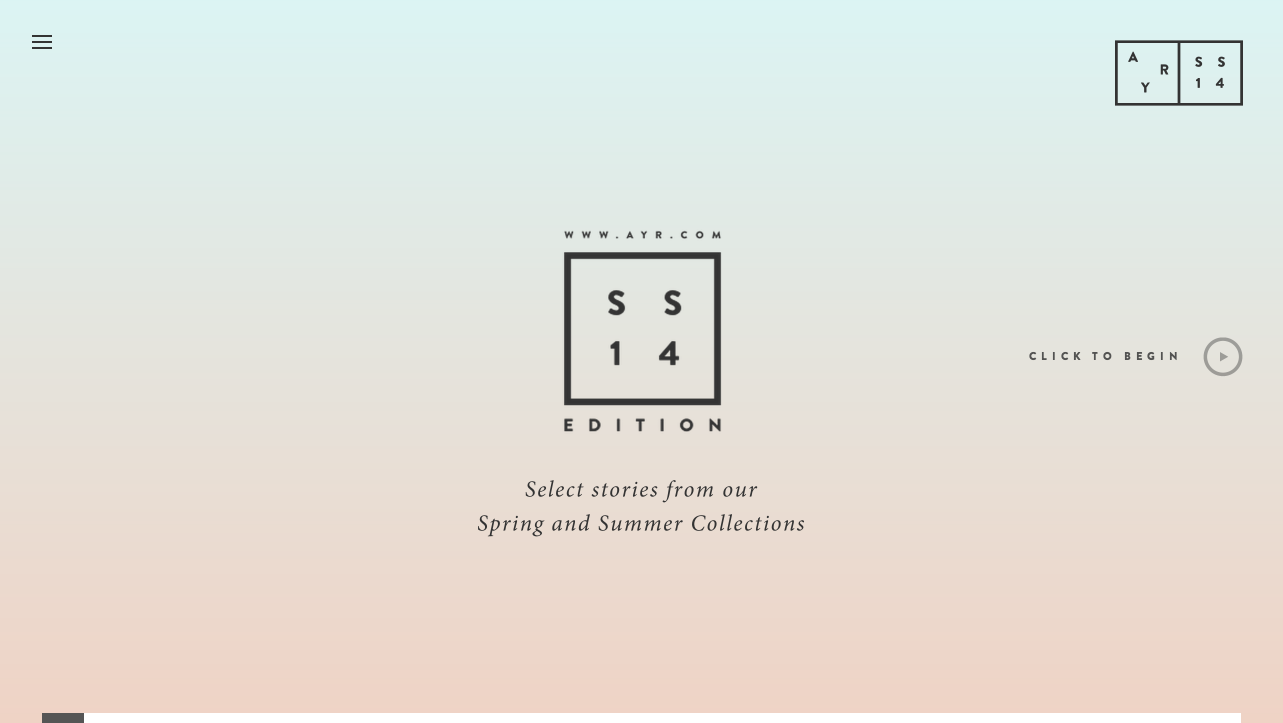 A R Y
S S
1 4
WWW.AYR.COM
S S
1 4
EDITION
CLICK TO BEGIN
Select stories from our
Spring and Summer Collections